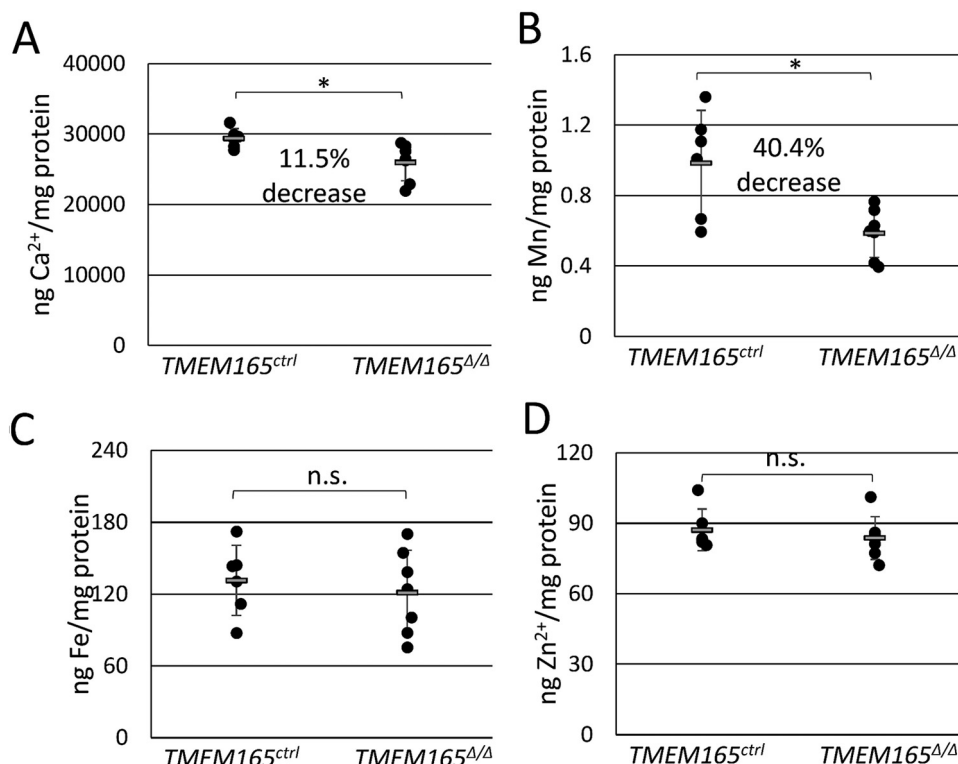 A
ng Ca²⁺/mg protein
40000
30000
20000
10000
0
*
11.5%
decrease
TMEM165ctrl
TMEM165Δ/Δ
B
ng Mn/mg protein
1.6
1.2
0.8
0.4
0
*
40.4%
decrease
TMEM165ctrl
TMEM165Δ/Δ
C
ng Fe/mg protein
240
180
120
60
0
n.s.
TMEM165ctrl
TMEM165Δ/Δ
D
ng Zn²⁺/mg protein
120
90
60
30
0
n.s.
TMEM165ctrl
TMEM165Δ/Δ